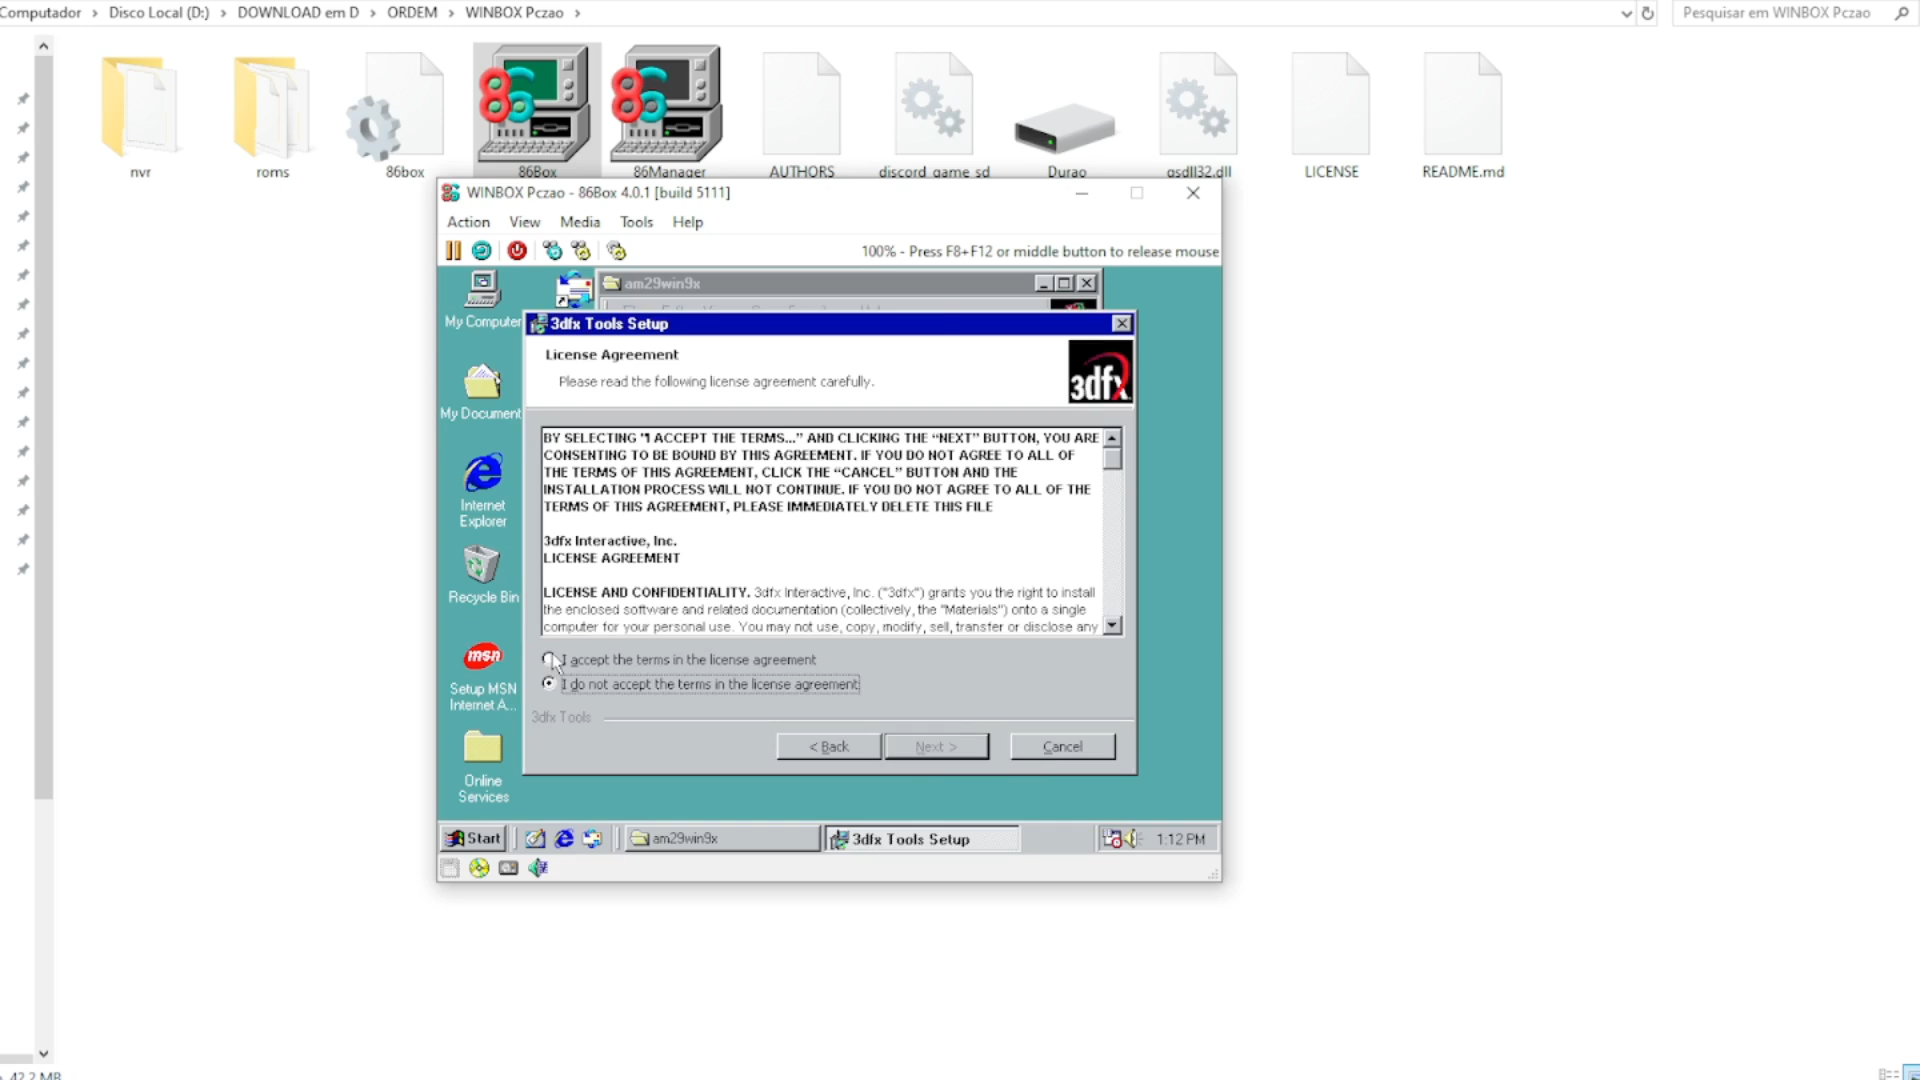 Computador > Disco Local (D:) > DOWNLOAD em D > ORDEM > WINBOX Pczao >
Pesquisar em WINBOX Pczao
nvr
roms
86box
86Box
86Manager
AUTHORS
discord_game_sd
Durao
gsdll32.dll
LICENSE
README.md
WINBOX Pczao - 86Box 4.0.1 [build 5111]
Action View Media Tools Help
100% - Press F8+F12 or middle button to release mouse
My Computer
am29win9x
3dfx Tools Setup
License Agreement
Please read the following license agreement carefully.
3dfx
My Document
BY SELECTING "I ACCEPT THE TERMS..." AND CLICKING THE “NEXT” BUTTON, YOU ARE
CONSENTING TO BE BOUND BY THIS AGREEMENT. IF YOU DO NOT AGREE TO ALL OF
THE TERMS OF THIS AGREEMENT, CLICK THE “CANCEL” BUTTON AND THE
INSTALLATION PROCESS WILL NOT CONTINUE. IF YOU DO NOT AGREE TO ALL OF THE
TERMS OF THIS AGREEMENT, PLEASE IMMEDIATELY DELETE THIS FILE
3dfx Interactive, Inc.
LICENSE AGREEMENT
LICENSE AND CONFIDENTIALITY. 3dfx Interactive, Inc. ("3dfx") grants you the right to install
the enclosed software and related documentation (collectively, the "Materials") onto a single
computer for your personal use. You may not use, copy, modify, sell, transfer or disclose any
Internet
Explorer
Recycle Bin
msn
Setup MSN
Internet A...
Online
Services
I accept the terms in the license agreement
I do not accept the terms in the license agreement
3dfx Tools
< Back
Next >
Cancel
Start
am29win9x
3dfx Tools Setup
1:12 PM
42,2 MB